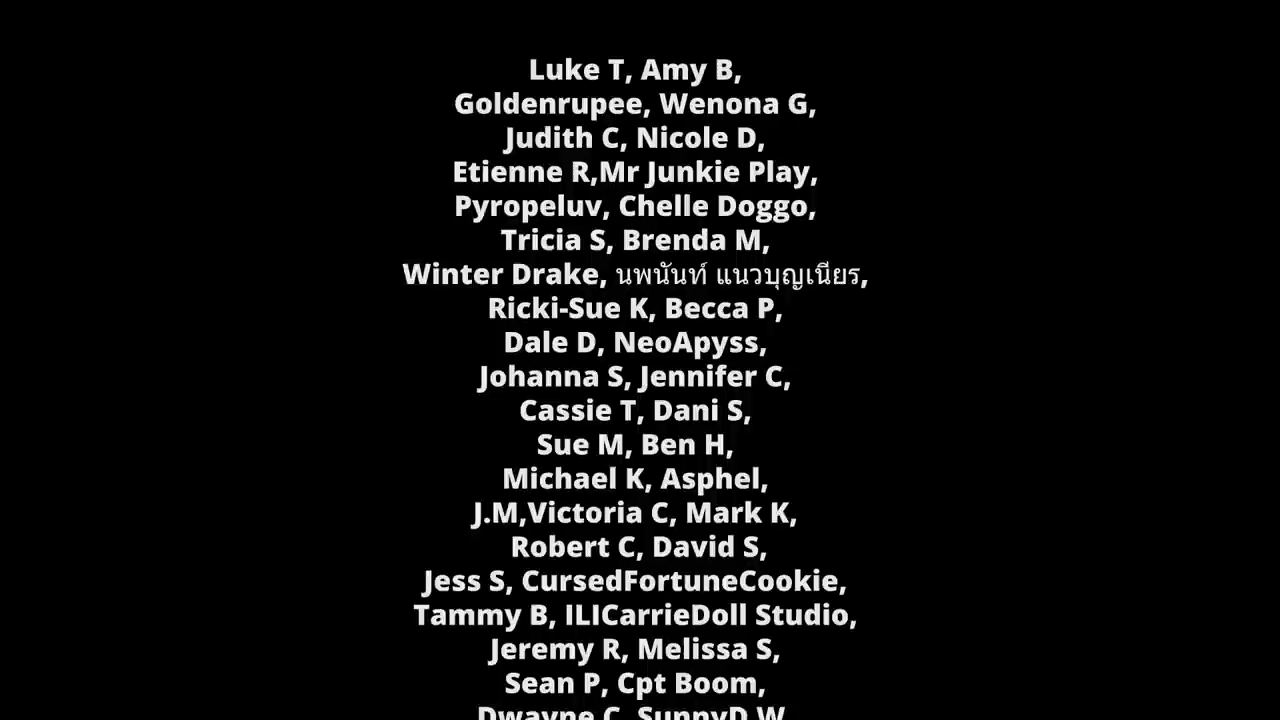 Luke T, Amy B,
Goldenrupee, Wenona G,
Judith C, Nicole D,
Etienne R,Mr Junkie Play,
Pyropeluv, Chelle Doggo,
Tricia S, Brenda M,
Winter Drake, นพนันท์ แนวบุญเนียร,
Ricki-Sue K, Becca P,
Dale D, NeoApyss,
Johanna S, Jennifer C,
Cassie T, Dani S,
Sue M, Ben H,
Michael K, Asphel,
J.M,Victoria C, Mark K,
Robert C, David S,
Jess S, CursedFortuneCookie,
Tammy B, ILICarrieDoll Studio,
Jeremy R, Melissa S,
Sean P, Cpt Boom,
Dwayne C, SunnyD W